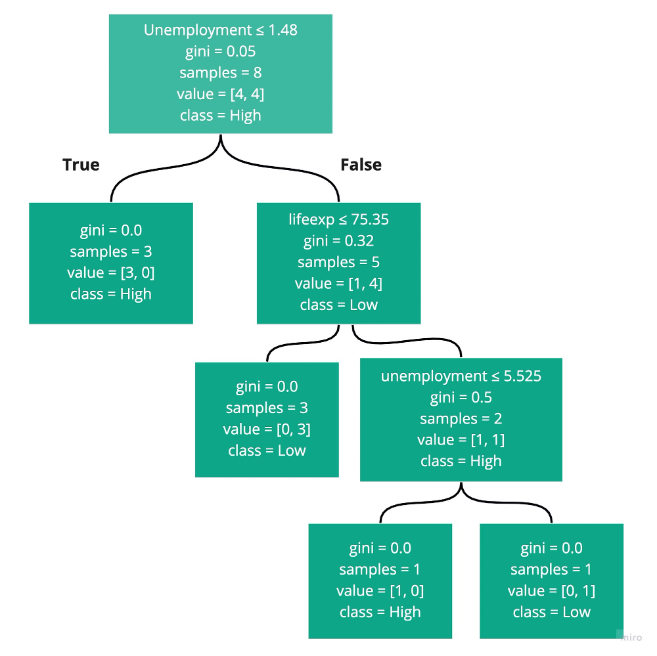 Unemployment ≤ 1.48
gini = 0.05
samples = 8
value = [4, 4]
class = High
True
False
gini = 0.0
samples = 3
value = [3, 0]
class = High
lifeexp ≤ 75.35
gini = 0.32
samples = 5
value = [1, 4]
class = Low
gini = 0.0
samples = 3
value = [0, 3]
class = Low
unemployment ≤ 5.525
gini = 0.5
samples = 2
value = [1, 1]
class = High
gini = 0.0
samples = 1
value = [1, 0]
class = High
gini = 0.0
samples = 1
value = [0, 1]
class = Low
miro